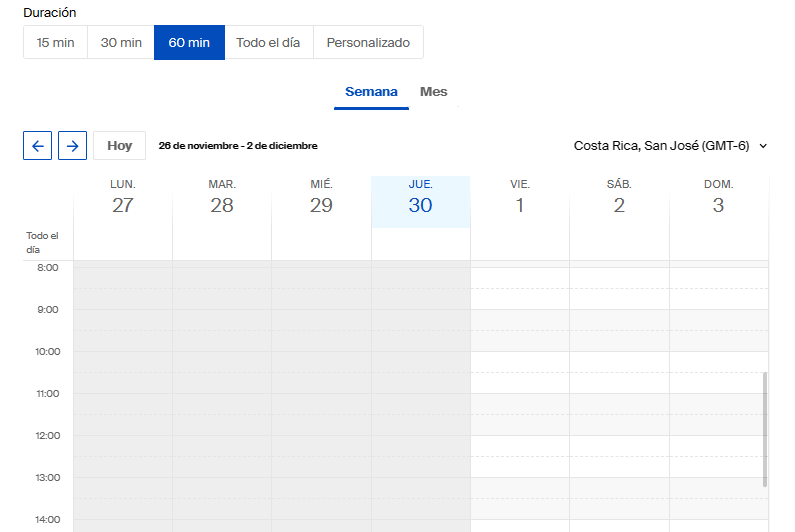 Duración
15 min 30 min 60 min Todo el día Personalizado
Semana Mes
Hoy 26 de noviembre - 2 de diciembre Costa Rica, San José (GMT-6)
LUN. MAR. MIÉ. JUE. VIE. SÁB. DOM.
27 28 29 30 1 2 3
Todo el
día
8:00
9:00
10:00
11:00
12:00
13:00
14:00